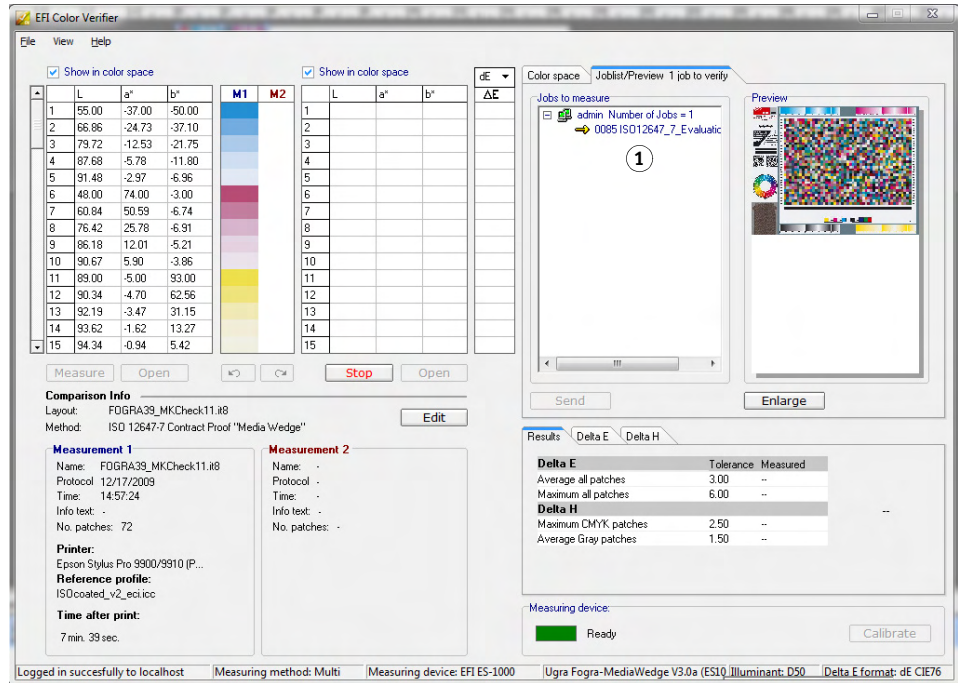 EFI Color Verifier
File View Help
Show in color space
L a* b* M1 M2
1 55.00 -37.00 -50.00
2 66.86 -24.73 -37.10
3 79.72 -12.53 -21.75
4 87.68 -5.78 -11.80
5 91.48 -2.97 -6.96
6 48.00 74.00 -3.00
7 60.84 50.59 -6.74
8 76.42 25.78 -6.91
9 86.18 12.01 -5.21
10 90.67 5.90 -3.86
11 89.00 -5.00 93.00
12 90.34 -4.70 62.56
13 92.19 -3.47 31.15
14 93.62 -1.62 13.27
15 94.34 -0.94 5.42
Measure Open
Show in color space
L a* b*
1
2
3
4
5
6
7
8
9
10
11
12
13
14
15
dE
ΔE
Stop Open
Comparison Info
Layout: FOGRA39_MKCheck11.it8
Method: ISO 12647-7 Contract Proof "Media Wedge"
Edit
Measurement 1
Name: FOGRA39_MKCheck11.it8
Protocol 12/17/2009
Time: 14:57:24
Info text: -
No. patches: 72
Printer:
Epson Stylus Pro 9900/9910 (P...
Reference profile:
ISOcoated_v2_eci.icc
Time after print:
7 min. 39 sec.
Measurement 2
Name: -
Protocol -
Time: -
Info text: -
No. patches: -
Color space Joblist/Preview 1 job to verify
Jobs to measure
admin Number of Jobs = 1
0085 ISO12647_7_Evaluatic
1
Send
Preview
Enlarge
Results Delta E Delta H
Delta E Tolerance Measured
Average all patches 3.00 --
Maximum all patches 6.00 --
Delta H --
Maximum CMYK patches 2.50 --
Average Gray patches 1.50 --
Measuring device:
Ready
Calibrate
Logged in succesfully to localhost Measuring method: Multi Measuring device: EFI ES-1000 Ugra Fogra-MediaWedge V3.0a (ES10 Illuminant: D50 Delta E format: dE CIE76